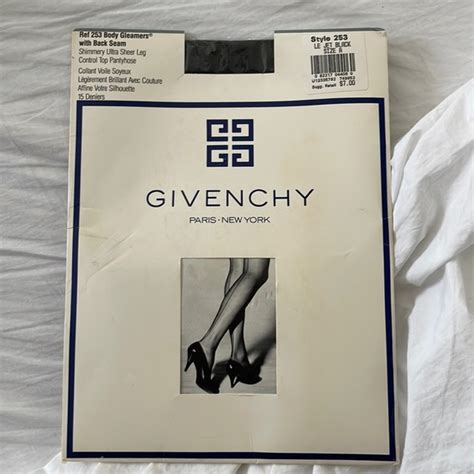 Ref 253 Body Gleamers®
with Back Seam
Shimmery Ultra Sheer Leg
Control Top Pantyhose
Collant Voile Soyeux
Légèrement Brillant Avec Couture
Affine Votre Silhouette
15 Deniers
Style 253
LE JET BLACK
SIZE A
Sugg. Retail
$7.00
GIVENCHY
PARIS · NEW YORK